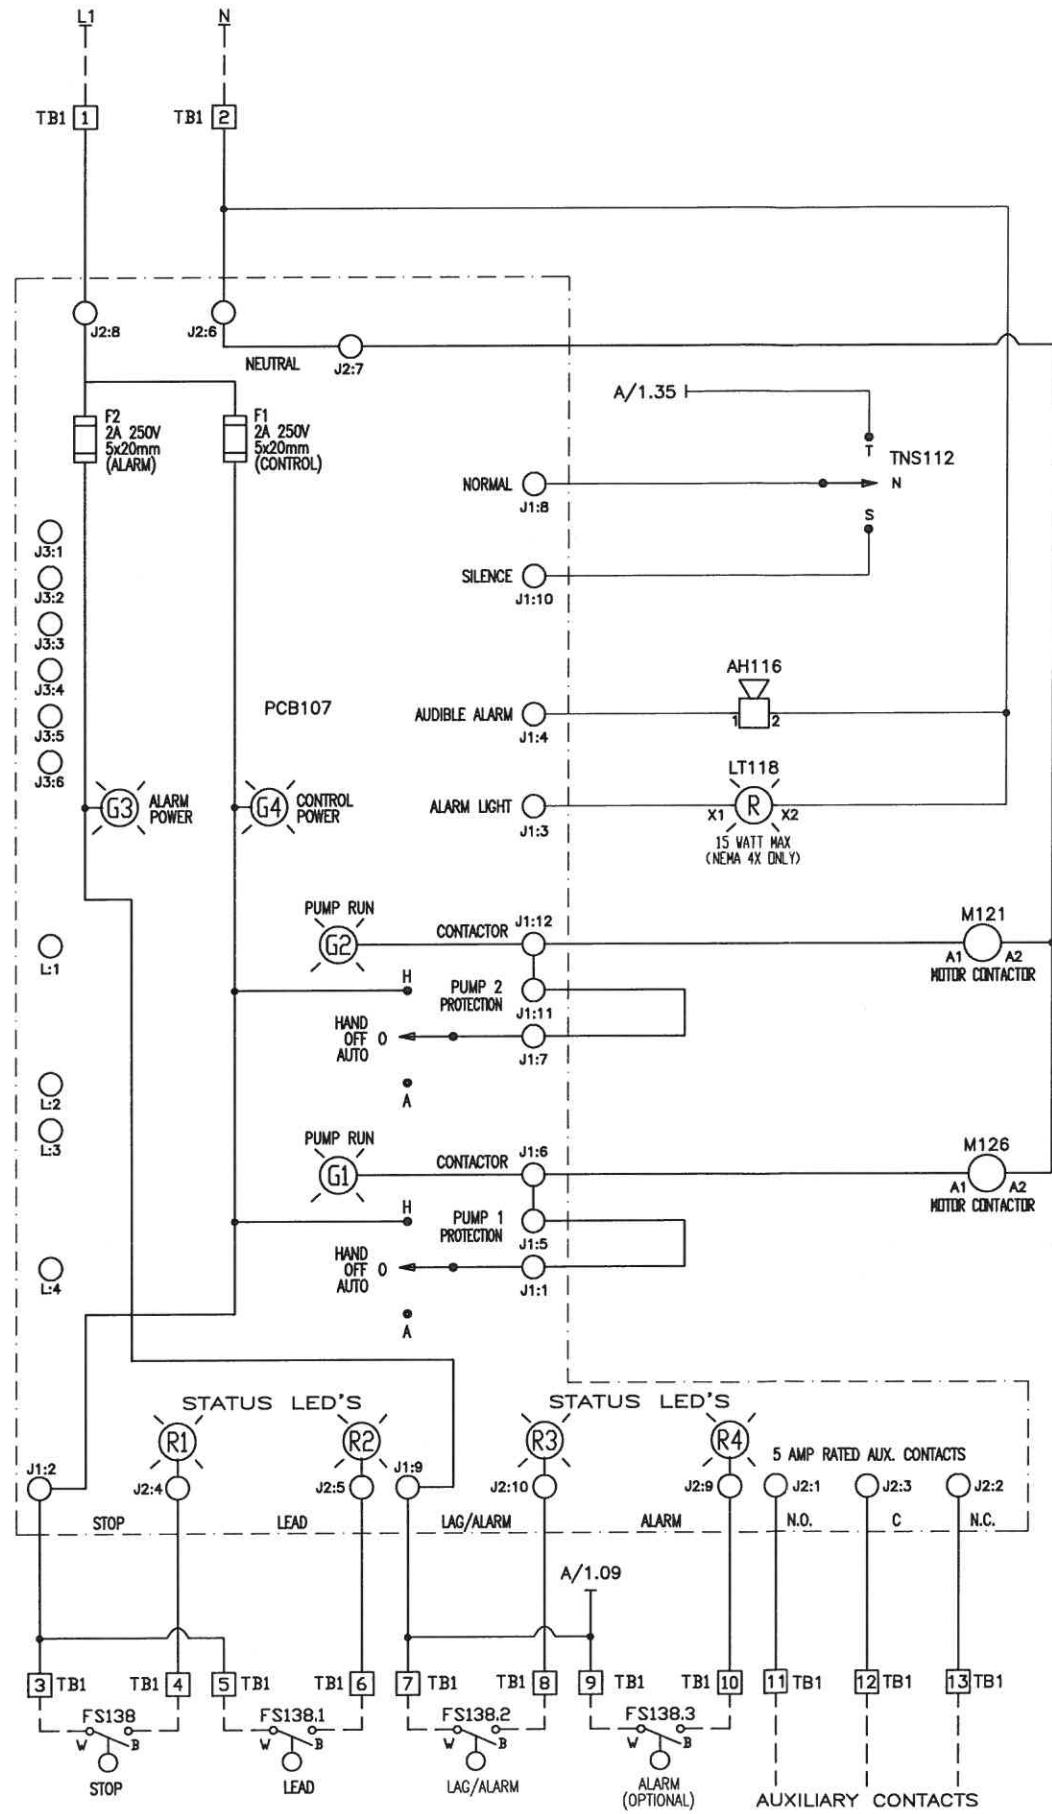 L1 N
TB1 1 TB1 2
J2:8 J2:6
NEUTRAL J2:7
A/1.35
F2
2A 250V
5x20mm
(ALARM)
F1
2A 250V
5x20mm
(CONTROL)
T
TNS112
NORMAL J1:8 N
S
SILENCE J1:10
J3:1
J3:2
J3:3
J3:4
J3:5
J3:6
PCB107
AH116
AUDIBLE ALARM J1:4 1 2
G3 ALARM
POWER
G4 CONTROL
POWER
LT118
ALARM LIGHT J1:3 X1 R X2
15 WATT MAX
(NEMA 4X ONLY)
PUMP RUN
G2
CONTACTOR J1:12
M121
A1 A2
MOTOR CONTACTOR
L:1
H
PUMP 2
PROTECTION
J1:11
HAND
OFF O
AUTO
J1:7
A
L:2
L:3
PUMP RUN
G1
CONTACTOR J1:6
M126
A1 A2
MOTOR CONTACTOR
H
PUMP 1
PROTECTION
J1:5
HAND
OFF O
AUTO
J1:1
A
L:4
STATUS LED'S STATUS LED'S
R1 R2 R3 R4
5 AMP RATED AUX. CONTACTS
J1:2 J2:4 J2:5 J1:9 J2:10 J2:9 J2:1 J2:3 J2:2
STOP LEAD LAG/ALARM ALARM N.O. C N.C.
A/1.09
3 TB1 TB1 4 5 TB1 TB1 6 7 TB1 TB1 8 9 TB1 TB1 10 11 TB1 12 TB1 13 TB1
FS138 FS138.1 FS138.2 FS138.3
W B W B W B W B
STOP LEAD LAG/ALARM ALARM
(OPTIONAL)
AUXILIARY CONTACTS